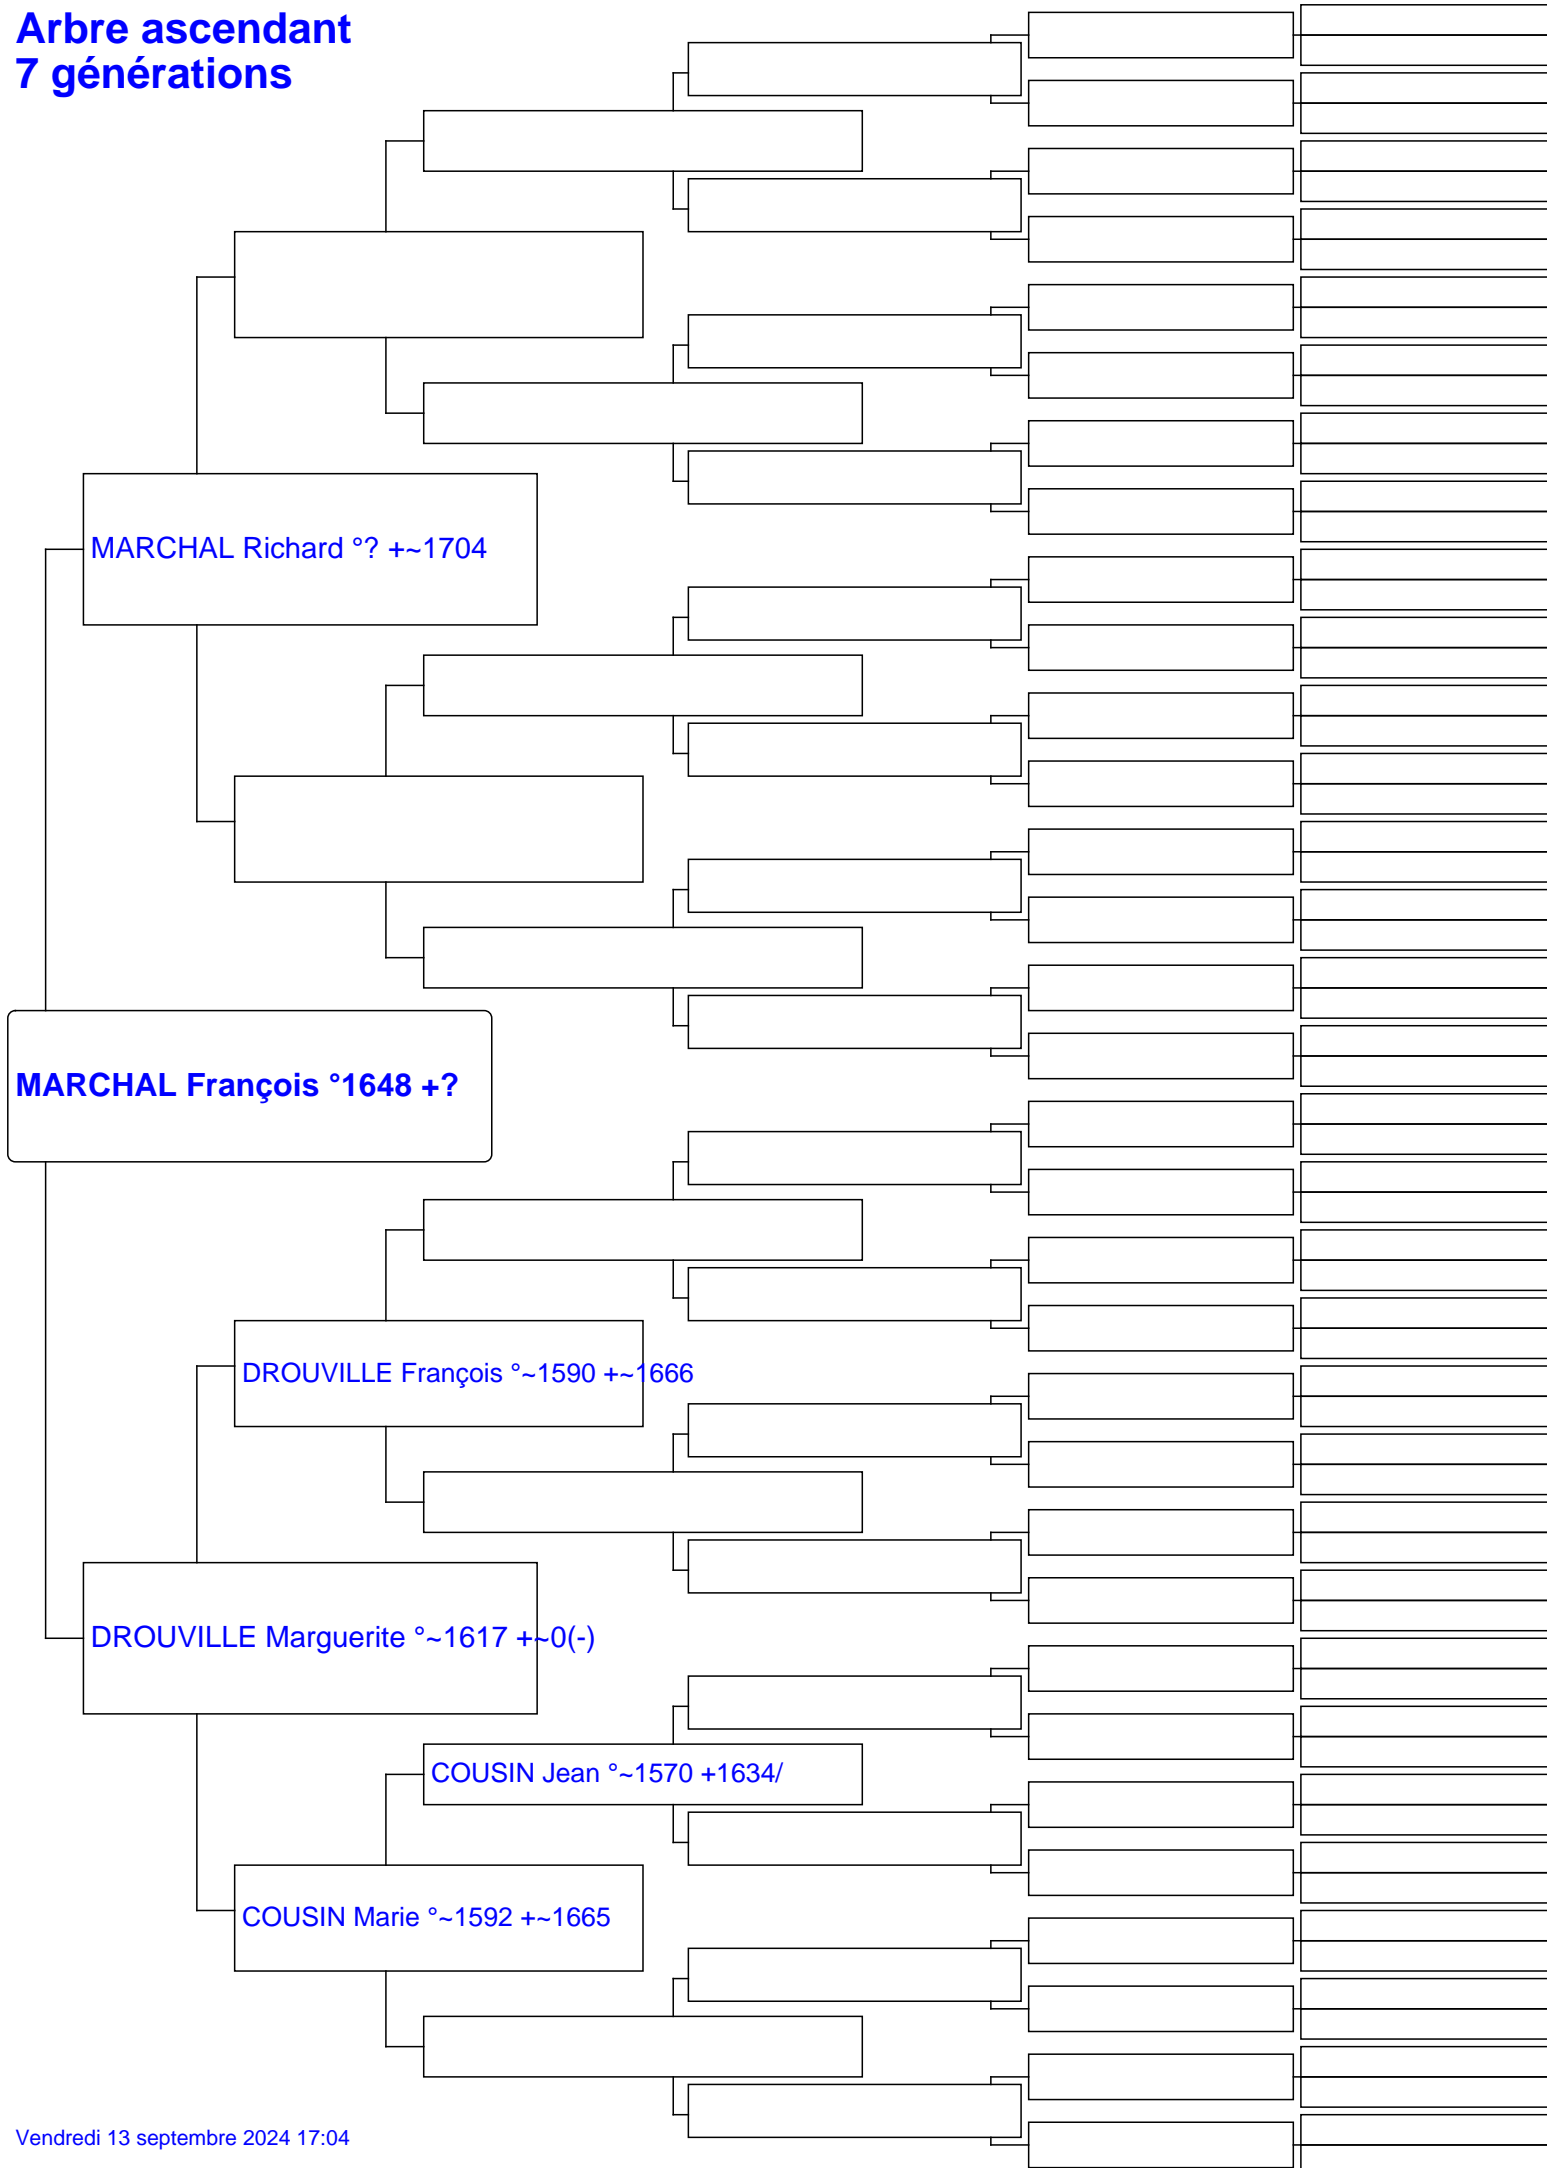 Arbre ascendant
7 générations
MARCHAL Richard °? +~1704
MARCHAL François °1648 +?
DROUVILLE François °~1590 +~1666
DROUVILLE Marguerite °~1617 +~0(-)
COUSIN Jean °~1570 +1634/
COUSIN Marie °~1592 +~1665
Vendredi 13 septembre 2024 17:04